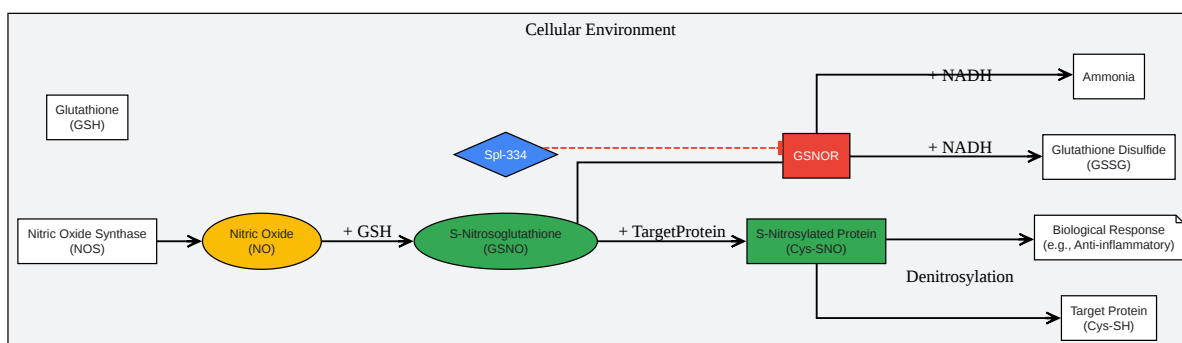 Cellular Environment
+ NADH
Ammonia
Glutathione
(GSH)
Spl-334
GSNOR
+ NADH
Glutathione Disulfide
(GSSG)
Nitric Oxide Synthase
(NOS)
Nitric Oxide
(NO)
+ GSH
S-Nitrosoglutathione
(GSNO)
+ TargetProtein
S-Nitrosylated Protein
(Cys-SNO)
Biological Response
(e.g., Anti-inflammatory)
Denitrosylation
Target Protein
(Cys-SH)